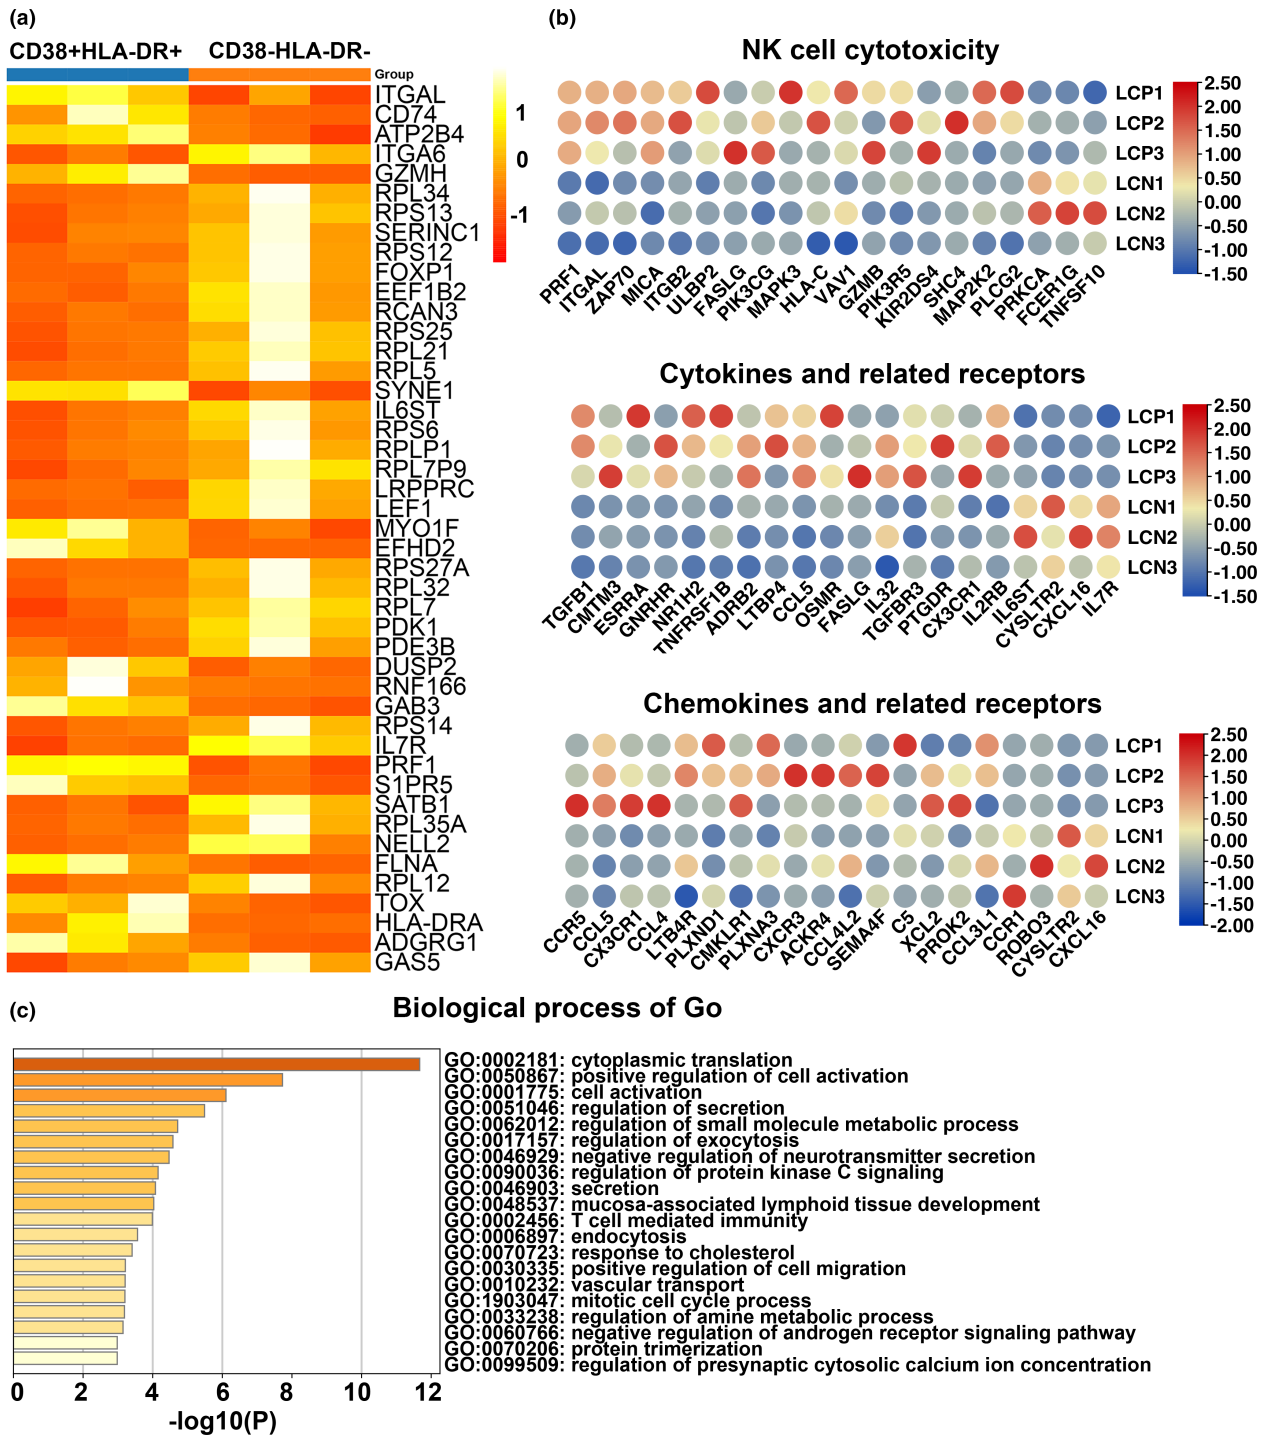 (a)
CD38+HLA-DR+ CD38-HLA-DR-
Group
ITGAL
CD74
ATP2B4
ITGA6
GZMH
RPL34
RPS13
SERINC1
RPS12
FOXP1
EEF1B2
RCAN3
RPS25
RPL21
RPL5
SYNE1
IL6ST
RPS6
RPLP1
RPL7P9
LRPPRC
LEF1
MYO1F
EFHD2
RPS27A
RPL32
RPL7
PDK1
PDE3B
DUSP2
RNF166
GAB3
RPS14
IL7R
PRF1
S1PR5
SATB1
RPL35A
NELL2
FLNA
RPL12
TOX
HLA-DRA
ADGRG1
GAS5
1
0
-1
(b)
NK cell cytotoxicity
LCP1
LCP2
LCP3
LCN1
LCN2
LCN3
PRF1
ITGAL
ZAP70
MICA
ITGB2
ULBP2
FASLG
PIK3CG
MAPK3
HLA-C
VAV1
GZMB
PIK3R5
KIR2DS4
SHC4
MAP2K2
PLCG2
PRKCA
FCER1G
TNFSF10
2.50
2.00
1.50
1.00
0.50
0.00
-0.50
-1.00
-1.50
Cytokines and related receptors
LCP1
LCP2
LCP3
LCN1
LCN2
LCN3
TGFB1
CMTM3
ESRRA
GNRHR
NR1H2
TNFRSF1B
ADRB2
LTBP4
CCL5
OSMR
FASLG
IL32
TGFBR3
PTGDR
CX3CR1
IL2RB
IL6ST
CYSLTR2
CXCL16
IL7R
2.50
2.00
1.50
1.00
0.50
0.00
-0.50
-1.00
-1.50
Chemokines and related receptors
LCP1
LCP2
LCP3
LCN1
LCN2
LCN3
CCR5
CCL5
CX3CR1
CCL4
LTB4R
PLXND1
CMKLR1
PLXNA3
CXCR3
ACKR4
CCL4L2
SEMA4F
C5
XCL2
PROK2
CCL3L1
CCR1
ROBO3
CYSLTR2
CXCL16
2.50
2.00
1.50
1.00
0.50
0.00
-0.50
-1.00
-1.50
-2.00
(c)
Biological process of Go
GO:0002181: cytoplasmic translation
GO:0050867: positive regulation of cell activation
GO:0001775: cell activation
GO:0051046: regulation of secretion
GO:0062012: regulation of small molecule metabolic process
GO:0017157: regulation of exocytosis
GO:0046929: negative regulation of neurotransmitter secretion
GO:0090036: regulation of protein kinase C signaling
GO:0046903: secretion
GO:0048537: mucosa-associated lymphoid tissue development
GO:0002456: T cell mediated immunity
GO:0006897: endocytosis
GO:0070723: response to cholesterol
GO:0030335: positive regulation of cell migration
GO:0010232: vascular transport
GO:1903047: mitotic cell cycle process
GO:0033238: regulation of amine metabolic process
GO:0060766: negative regulation of androgen receptor signaling pathway
GO:0070206: protein trimerization
GO:0099509: regulation of presynaptic cytosolic calcium ion concentration
0 2 4 6 8 10 12
-log10(P)